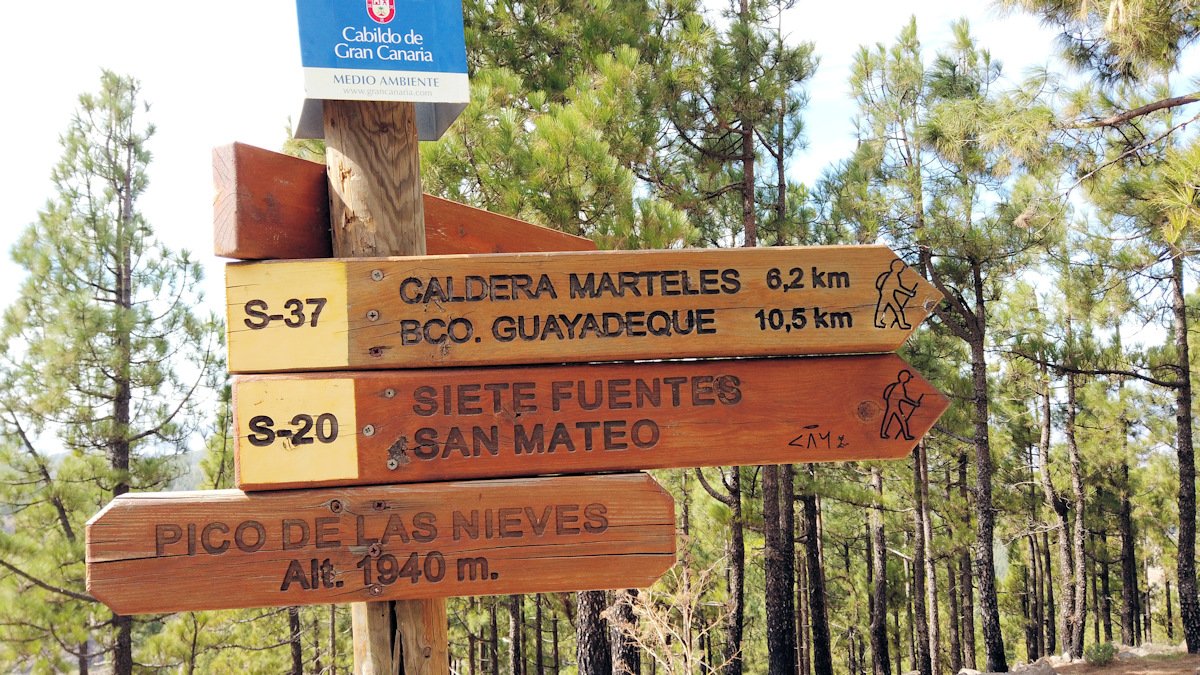 Cabildo de
Gran Canaria
MEDIO AMBIENTE
www.grancanaria.com
S-37
CALDERA MARTELES 6,2 km
BCO. GUAYADEQUE 10,5 km
S-20
SIETE FUENTES
SAN MATEO
PICO DE LAS NIEVES
Alt. 1940 m.